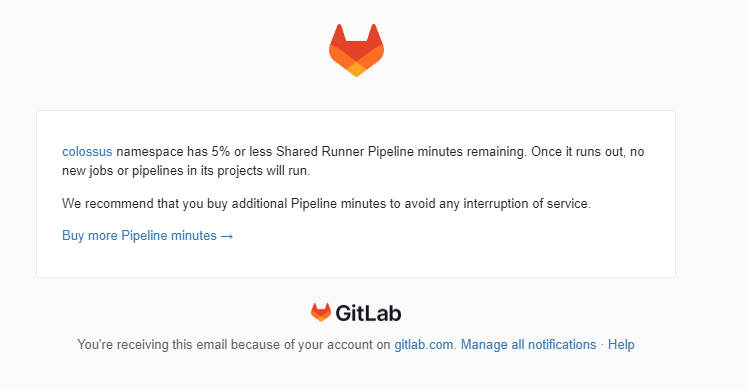 colossus namespace has 5% or less Shared Runner Pipeline minutes remaining. Once it runs out, no
new jobs or pipelines in its projects will run.
We recommend that you buy additional Pipeline minutes to avoid any interruption of service.
Buy more Pipeline minutes →
GitLab
You're receiving this email because of your account on gitlab.com. Manage all notifications · Help